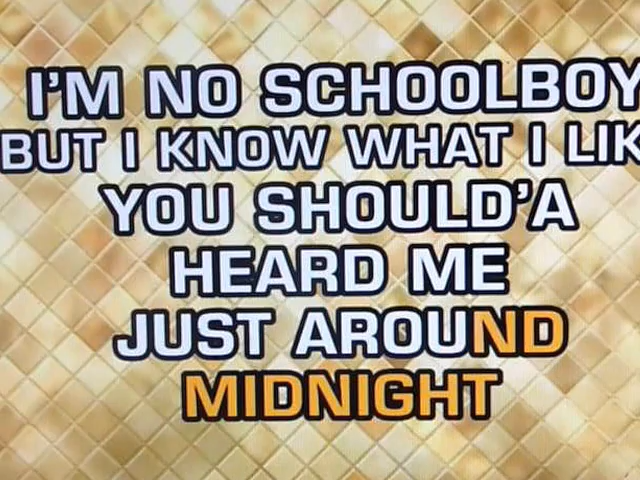 I'M NO SCHOOLBOY
BUT I KNOW WHAT I LIK
YOU SHOULD'A
HEARD ME
JUST AROUND
MIDNIGHT